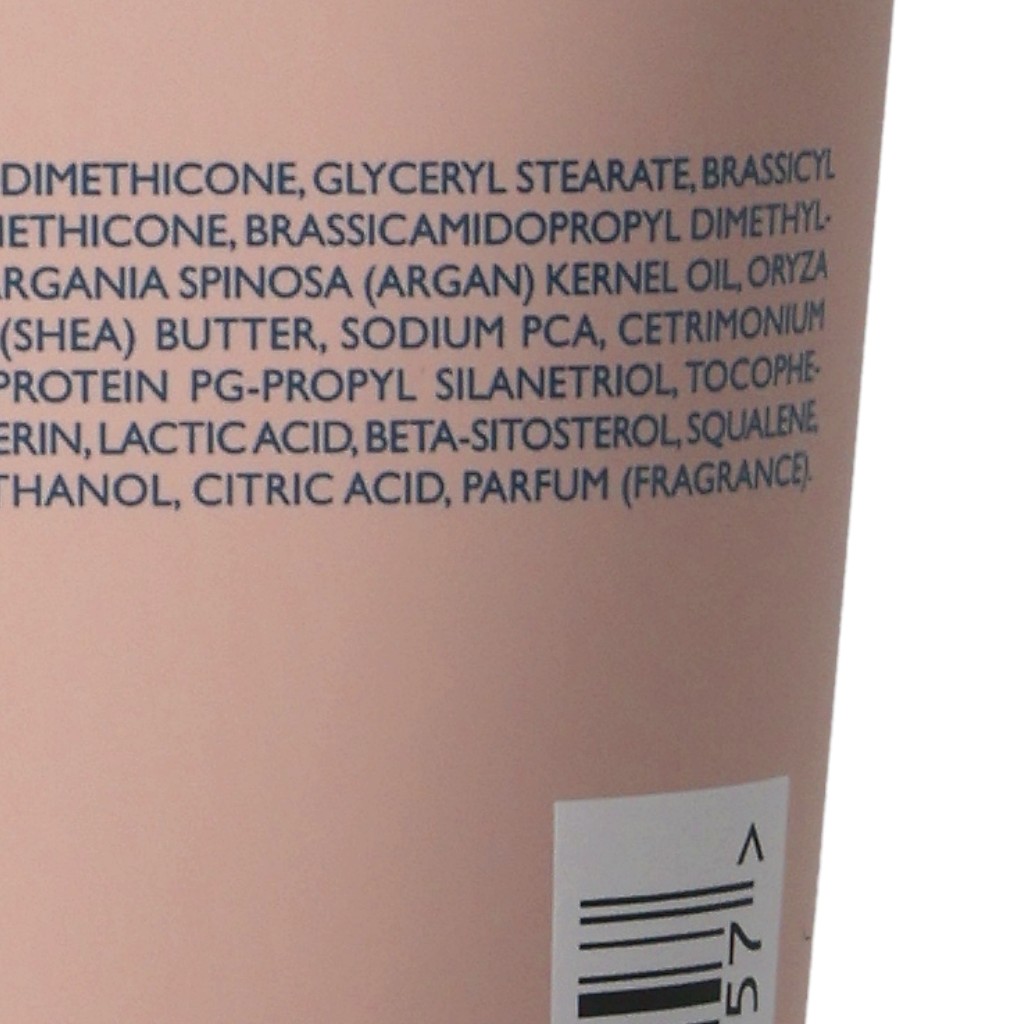 DIMETHICONE, GLYCERYL STEARATE, BRASSICYL
METHICONE, BRASSICAMIDOPROPYL DIMETHYL-
ARGANIA SPINOSA (ARGAN) KERNEL OIL, ORYZA
(SHEA) BUTTER, SODIUM PCA, CETRIMONIUM
PROTEIN PG-PROPYL SILANETRIOL, TOCOPHE-
ERIN, LACTIC ACID, BETA-SITOSTEROL, SQUALENE,
THANOL, CITRIC ACID, PARFUM (FRAGRANCE).
57 >